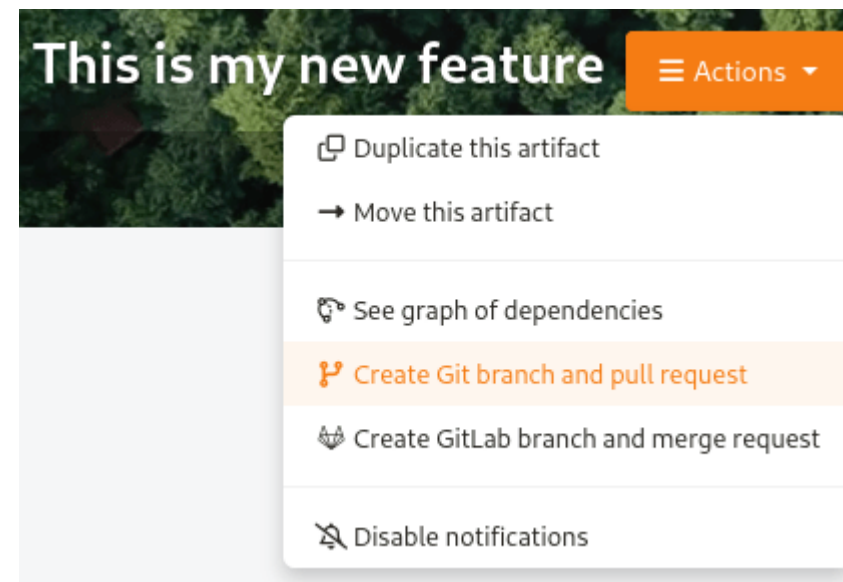 This is my new feature
Actions
Duplicate this artifact
Move this artifact
See graph of dependencies
Create Git branch and pull request
Create GitLab branch and merge request
Disable notifications